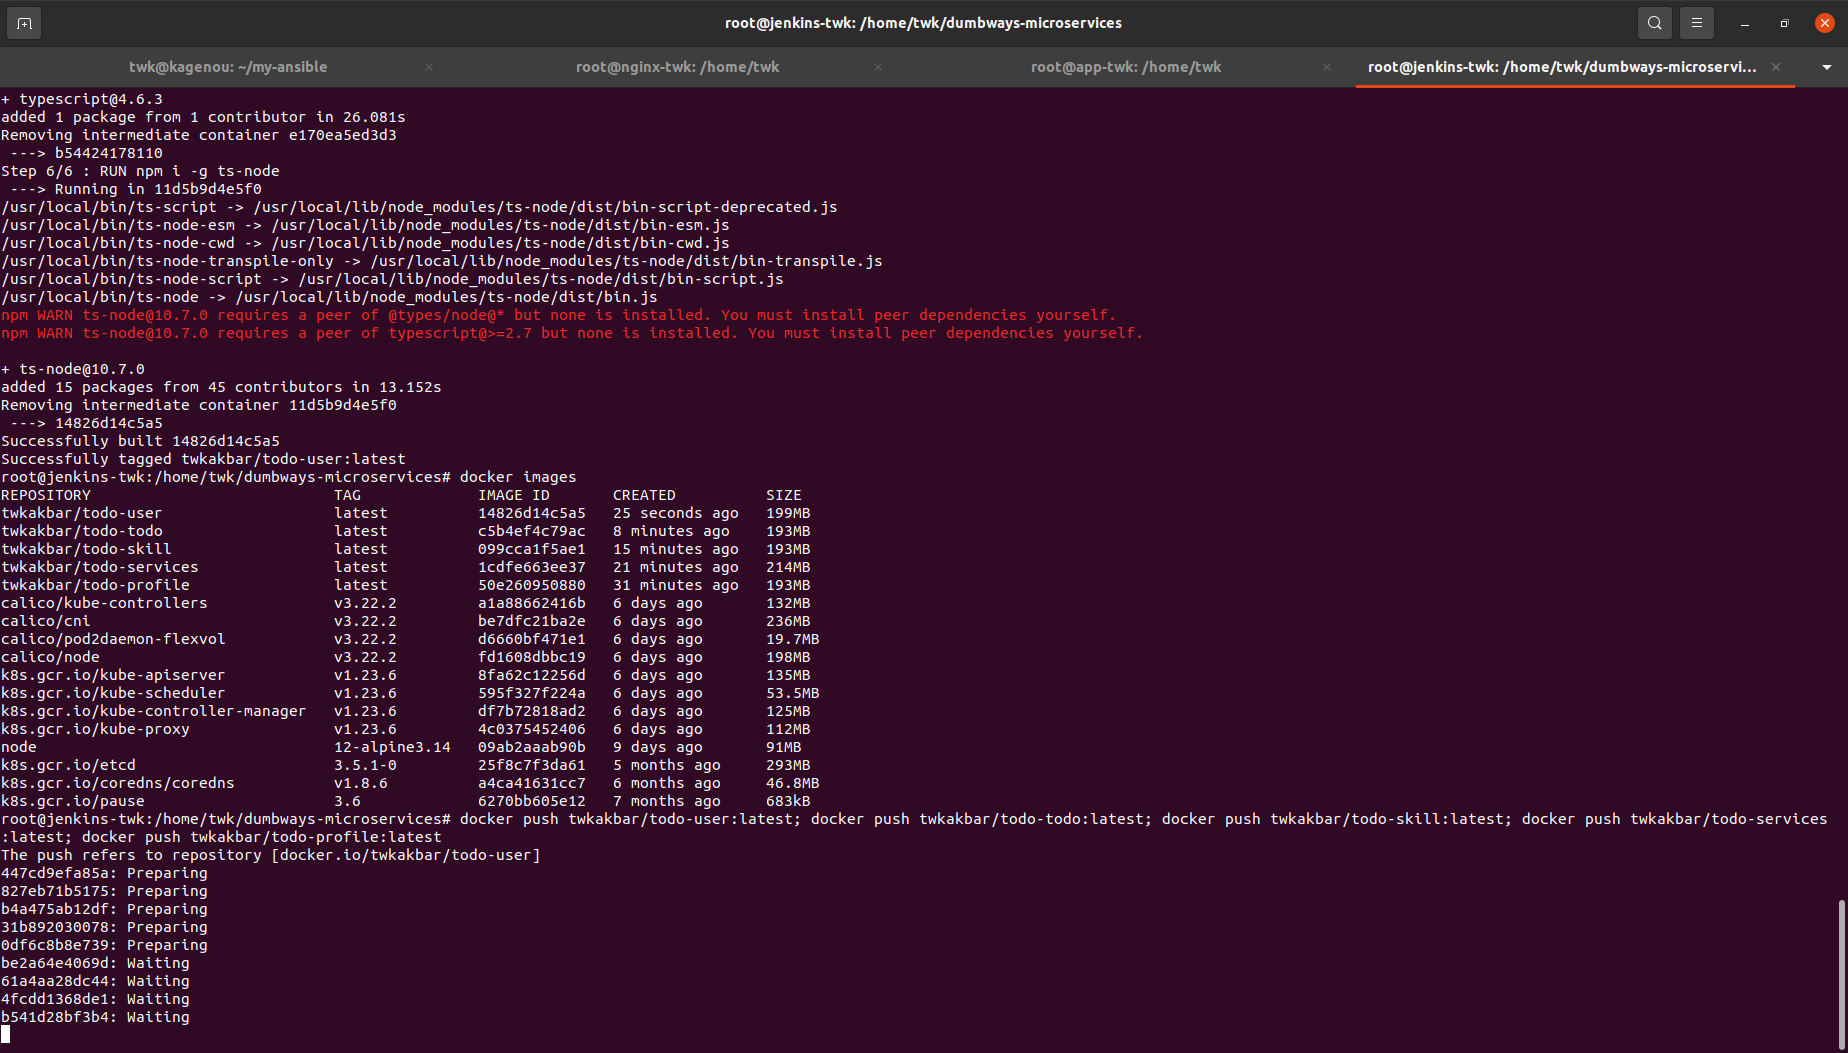 root@jenkins-twk: /home/twk/dumbways-microservices
twk@kagenou: ~/my-ansible
root@nginx-twk: /home/twk
root@app-twk: /home/twk
root@jenkins-twk: /home/twk/dumbways-microservi...
+ typescript@4.6.3
added 1 package from 1 contributor in 26.081s
Removing intermediate container e170ea5ed3d3
 ---> b54424178110
Step 6/6 : RUN npm i -g ts-node
 ---> Running in 11d5b9d4e5f0
/usr/local/bin/ts-script -> /usr/local/lib/node_modules/ts-node/dist/bin-script-deprecated.js
/usr/local/bin/ts-node-esm -> /usr/local/lib/node_modules/ts-node/dist/bin-esm.js
/usr/local/bin/ts-node-cwd -> /usr/local/lib/node_modules/ts-node/dist/bin-cwd.js
/usr/local/bin/ts-node-transpile-only -> /usr/local/lib/node_modules/ts-node/dist/bin-transpile.js
/usr/local/bin/ts-node-script -> /usr/local/lib/node_modules/ts-node/dist/bin-script.js
/usr/local/bin/ts-node -> /usr/local/lib/node_modules/ts-node/dist/bin.js
npm WARN ts-node@10.7.0 requires a peer of @types/node@* but none is installed. You must install peer dependencies yourself.
npm WARN ts-node@10.7.0 requires a peer of typescript@>=2.7 but none is installed. You must install peer dependencies yourself.
+ ts-node@10.7.0
added 15 packages from 45 contributors in 13.152s
Removing intermediate container 11d5b9d4e5f0
 ---> 14826d14c5a5
Successfully built 14826d14c5a5
Successfully tagged twkakbar/todo-user:latest
root@jenkins-twk:/home/twk/dumbways-microservices# docker images
REPOSITORY TAG IMAGE ID CREATED SIZE
twkakbar/todo-user latest 14826d14c5a5 25 seconds ago 199MB
twkakbar/todo-todo latest c5b4ef4c79ac 8 minutes ago 193MB
twkakbar/todo-skill latest 099cca1f5ae1 15 minutes ago 193MB
twkakbar/todo-services latest 1cdfe663ee37 21 minutes ago 214MB
twkakbar/todo-profile latest 50e260950880 31 minutes ago 193MB
calico/kube-controllers v3.22.2 a1a88662416b 6 days ago 132MB
calico/cni v3.22.2 be7dfc21ba2e 6 days ago 236MB
calico/pod2daemon-flexvol v3.22.2 d6660bf471e1 6 days ago 19.7MB
calico/node v3.22.2 fd1608dbbc19 6 days ago 198MB
k8s.gcr.io/kube-apiserver v1.23.6 8fa62c12256d 6 days ago 135MB
k8s.gcr.io/kube-scheduler v1.23.6 595f327f224a 6 days ago 53.5MB
k8s.gcr.io/kube-controller-manager v1.23.6 df7b72818ad2 6 days ago 125MB
k8s.gcr.io/kube-proxy v1.23.6 4c0375452406 6 days ago 112MB
node 12-alpine3.14 09ab2aaab90b 9 days ago 91MB
k8s.gcr.io/etcd 3.5.1-0 25f8c7f3da61 5 months ago 293MB
k8s.gcr.io/coredns/coredns v1.8.6 a4ca41631cc7 6 months ago 46.8MB
k8s.gcr.io/pause 3.6 6270bb605e12 7 months ago 683kB
root@jenkins-twk:/home/twk/dumbways-microservices# docker push twkakbar/todo-user:latest; docker push twkakbar/todo-todo:latest; docker push twkakbar/todo-skill:latest; docker push twkakbar/todo-services
:latest; docker push twkakbar/todo-profile:latest
The push refers to repository [docker.io/twkakbar/todo-user]
447cd9efa85a: Preparing
827eb71b5175: Preparing
b4a475ab12df: Preparing
31b892030078: Preparing
0df6c8b8e739: Preparing
be2a64e4069d: Waiting
61a4aa28dc44: Waiting
4fcdd1368de1: Waiting
b541d28bf3b4: Waiting